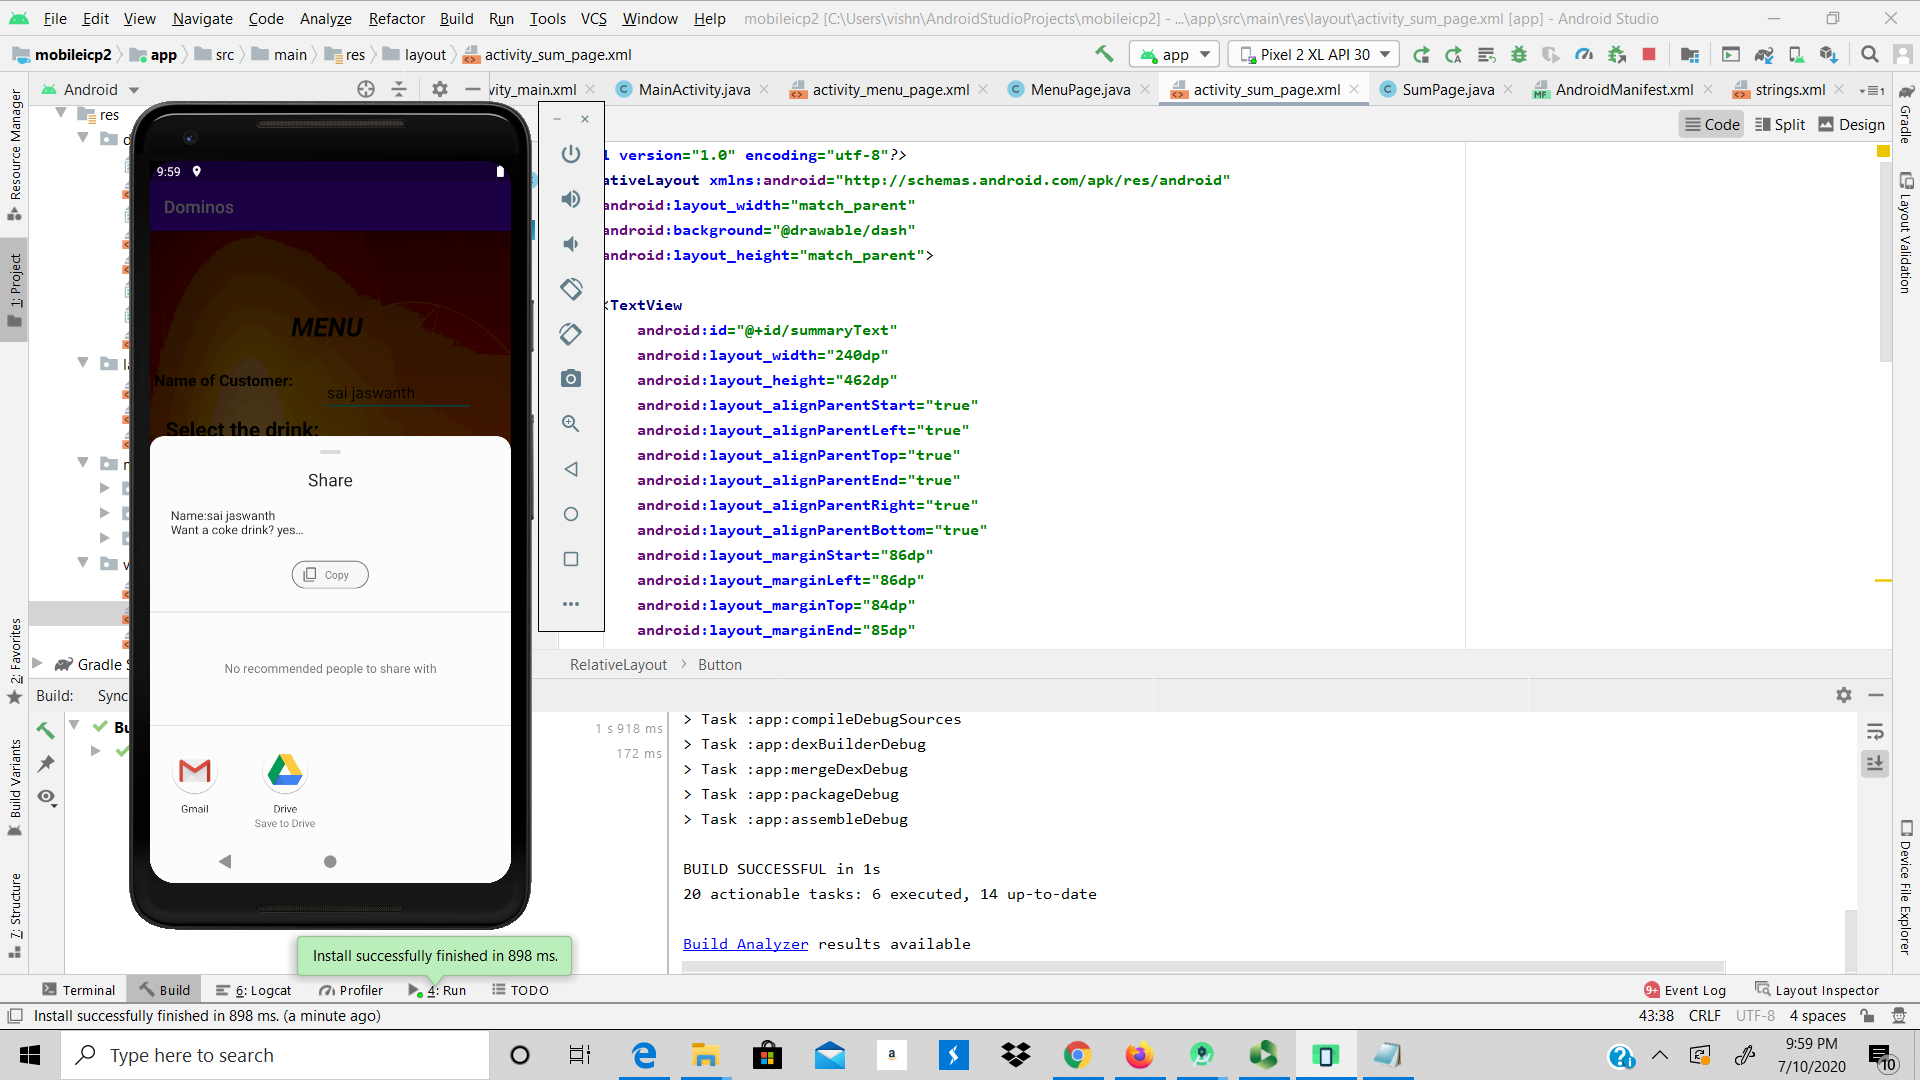 File Edit View Navigate Code Analyze Refactor Build Run Tools VCS Window Help mobileicp2 [C:\Users\vishn\AndroidStudioProjects\mobileicp2] - ...\app\src\main\res\layout\activity_sum_page.xml [app] - Android Studio
mobileicp2 app src main res layout activity_sum_page.xml app Pixel 2 XL API 30
Android vity_main.xml MainActivity.java activity_menu_page.xml MenuPage.java activity_sum_page.xml SumPage.java AndroidManifest.xml strings.xml
Code Split Design
Resource Manager
1: Project
2: Favorites
Build Variants
7: Structure
res
Gradle
Build: Sync
9:59
Dominos
MENU
Name of Customer:
sai jaswanth
Select the drink:
Share
Name:sai jaswanth
Want a coke drink? yes...
Copy
No recommended people to share with
Gmail
Drive
Save to Drive
version="1.0" encoding="utf-8"?>
ativeLayout xmlns:android="http://schemas.android.com/apk/res/android"
android:layout_width="match_parent"
android:background="@drawable/dash"
android:layout_height="match_parent">
<TextView
android:id="@+id/summaryText"
android:layout_width="240dp"
android:layout_height="462dp"
android:layout_alignParentStart="true"
android:layout_alignParentLeft="true"
android:layout_alignParentTop="true"
android:layout_alignParentEnd="true"
android:layout_alignParentRight="true"
android:layout_alignParentBottom="true"
android:layout_marginStart="86dp"
android:layout_marginLeft="86dp"
android:layout_marginTop="84dp"
android:layout_marginEnd="85dp"
RelativeLayout > Button
1 s 918 ms
172 ms
> Task :app:compileDebugSources
> Task :app:dexBuilderDebug
> Task :app:mergeDexDebug
> Task :app:packageDebug
> Task :app:assembleDebug
BUILD SUCCESSFUL in 1s
20 actionable tasks: 6 executed, 14 up-to-date
Build Analyzer results available
Gradle
Layout Validation
Device File Explorer
Install successfully finished in 898 ms.
Terminal Build 6: Logcat Profiler 4: Run TODO 9+ Event Log Layout Inspector
Install successfully finished in 898 ms. (a minute ago) 43:38 CRLF UTF-8 4 spaces
Type here to search
9:59 PM
7/10/2020
10